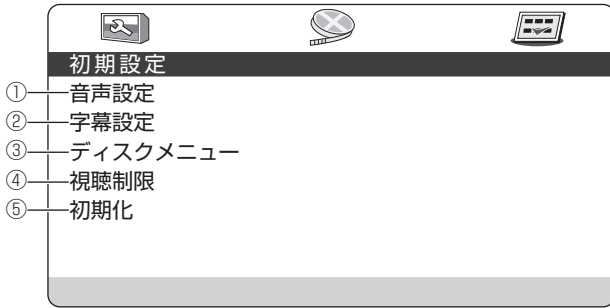 初期設定
①音声設定
②字幕設定
③ディスクメニュー
④視聴制限
⑤初期化